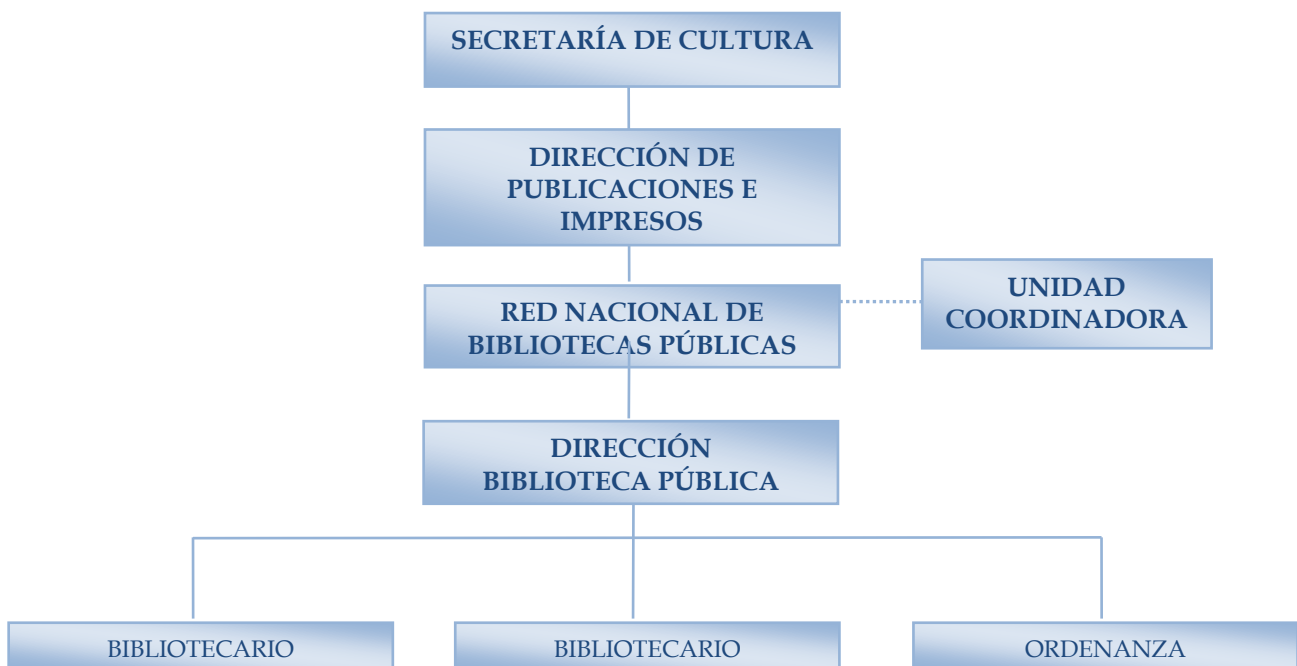 SECRETARÍA DE CULTURA
DIRECCIÓN DE
PUBLICACIONES E
IMPRESOS
RED NACIONAL DE
BIBLIOTECAS PÚBLICAS
UNIDAD
COORDINADORA
DIRECCIÓN
BIBLIOTECA PÚBLICA
BIBLIOTECARIO
BIBLIOTECARIO
ORDENANZA